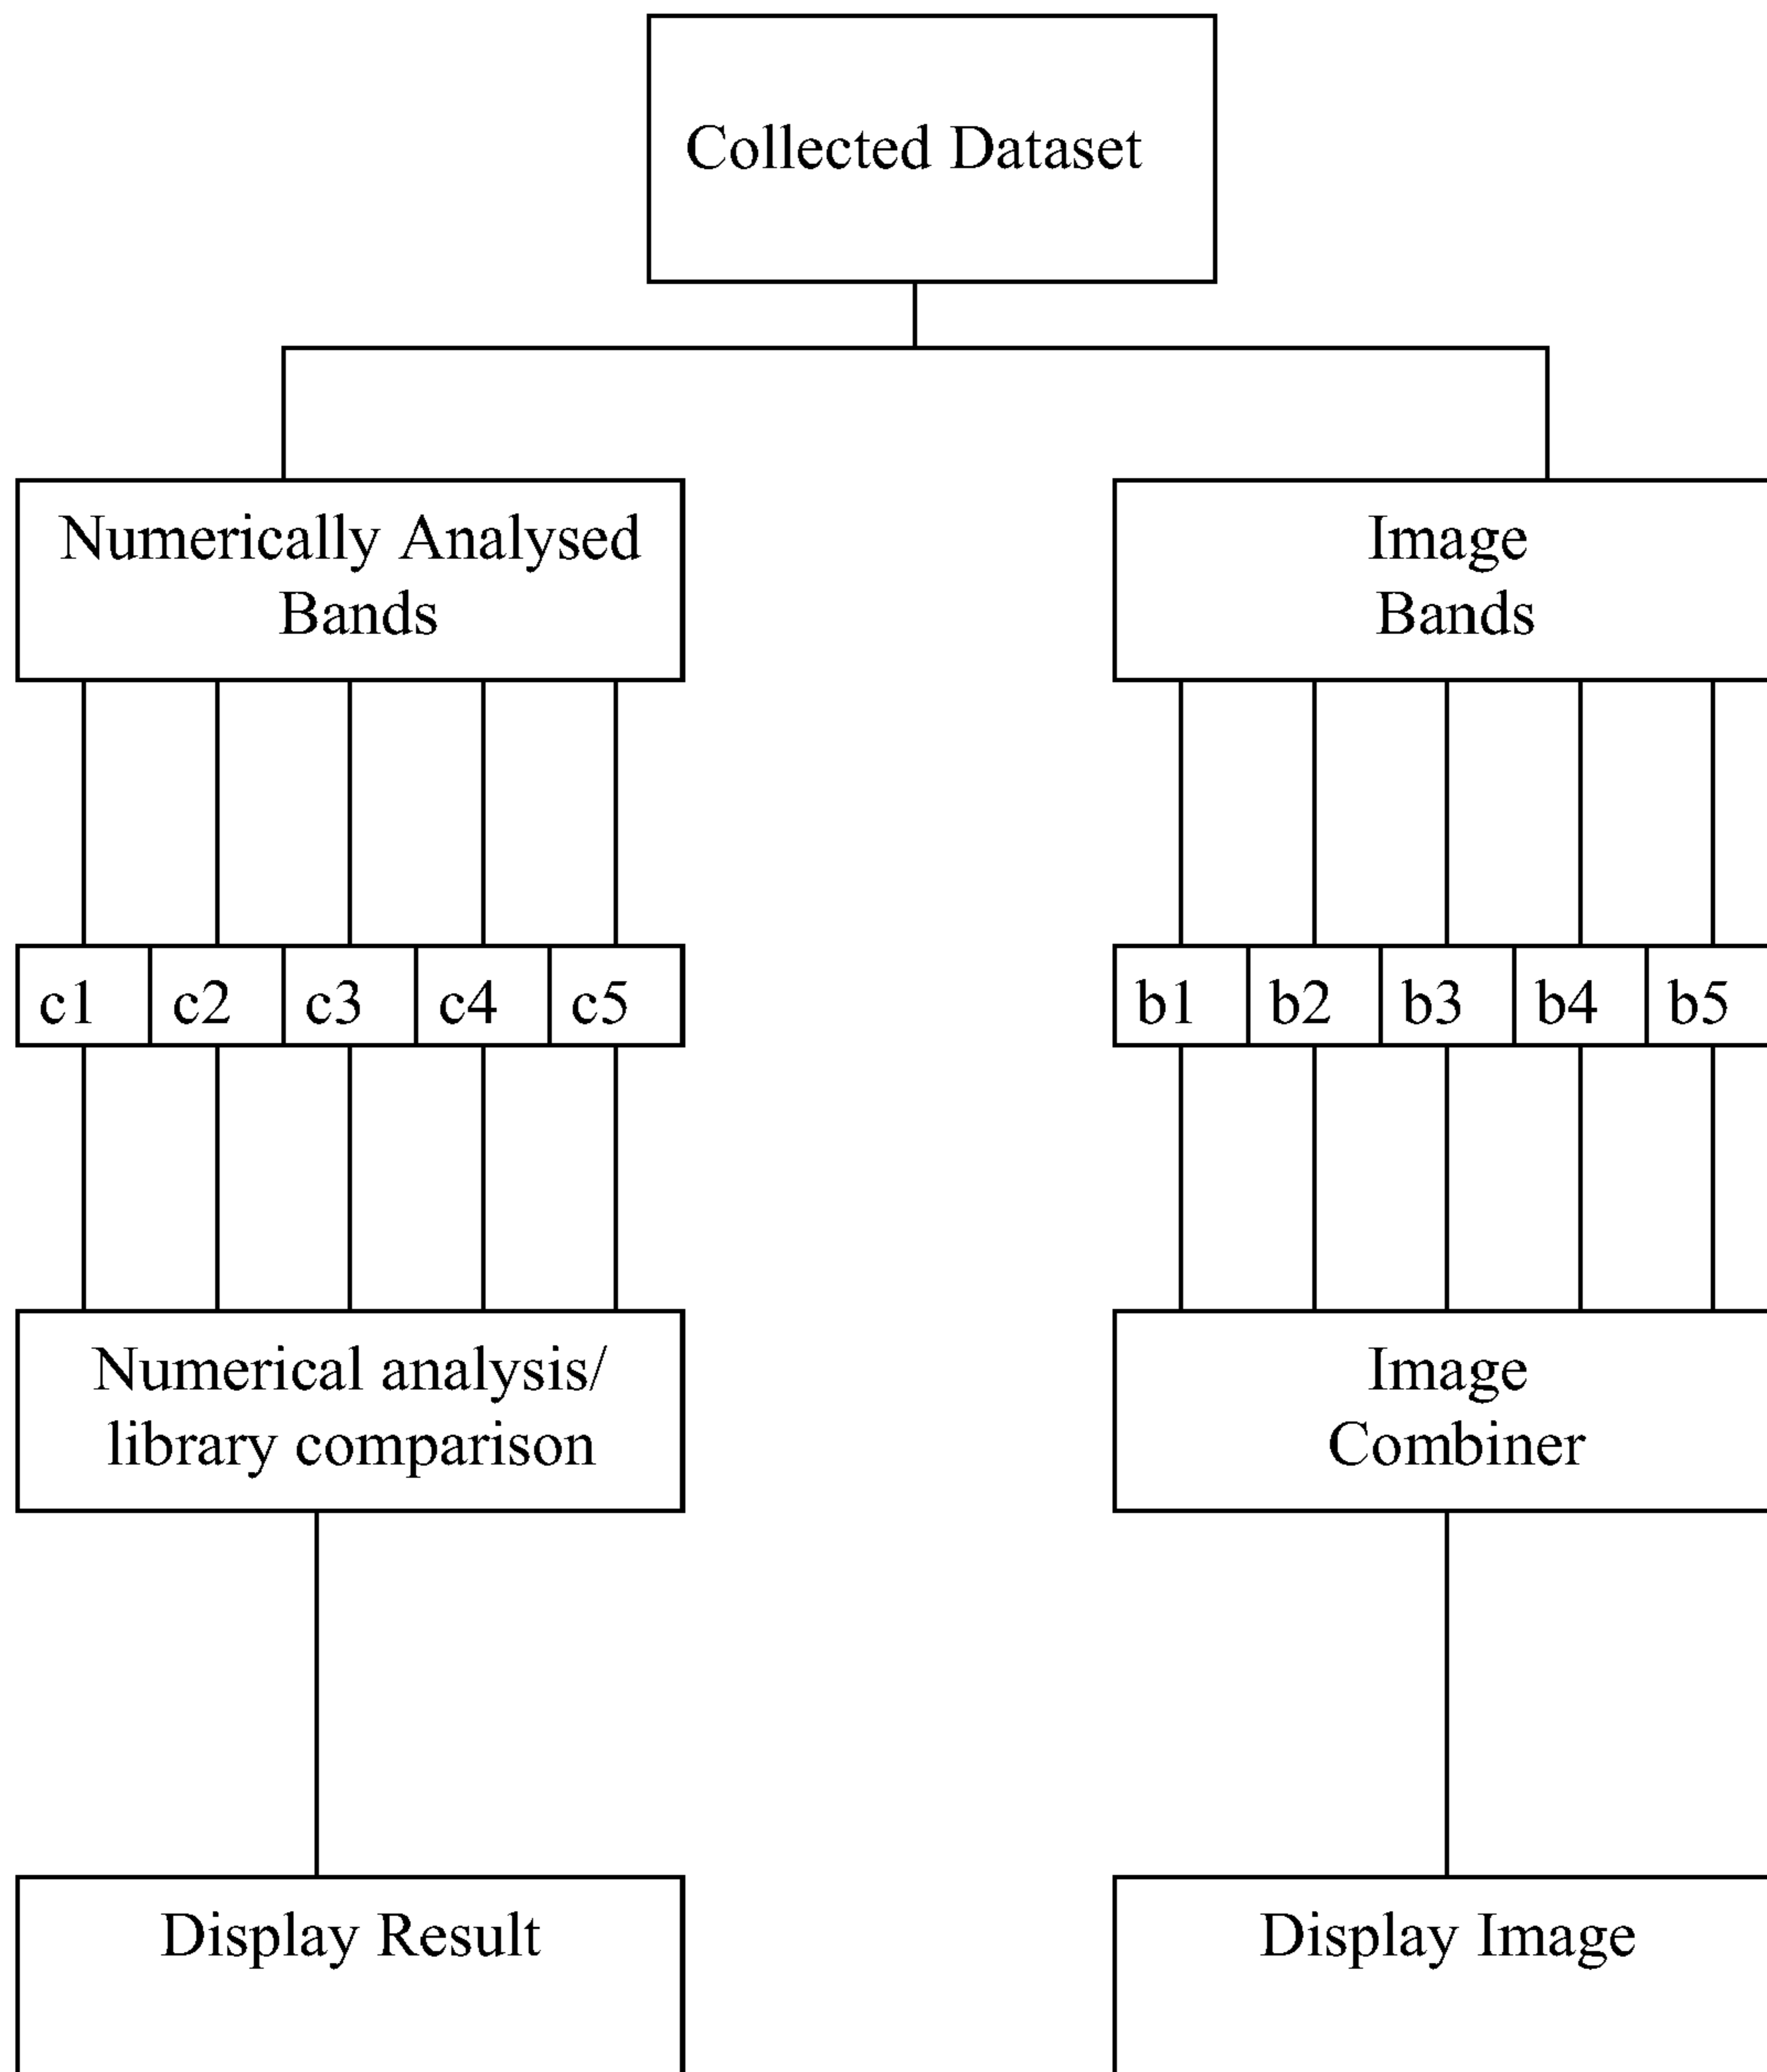 Collected Dataset
Numerically Analysed
Bands
Image
Bands
c1 c2 c3 c4 c5
b1 b2 b3 b4 b5
Numerical analysis/
library comparison
Image
Combiner
Display Result
Display Image